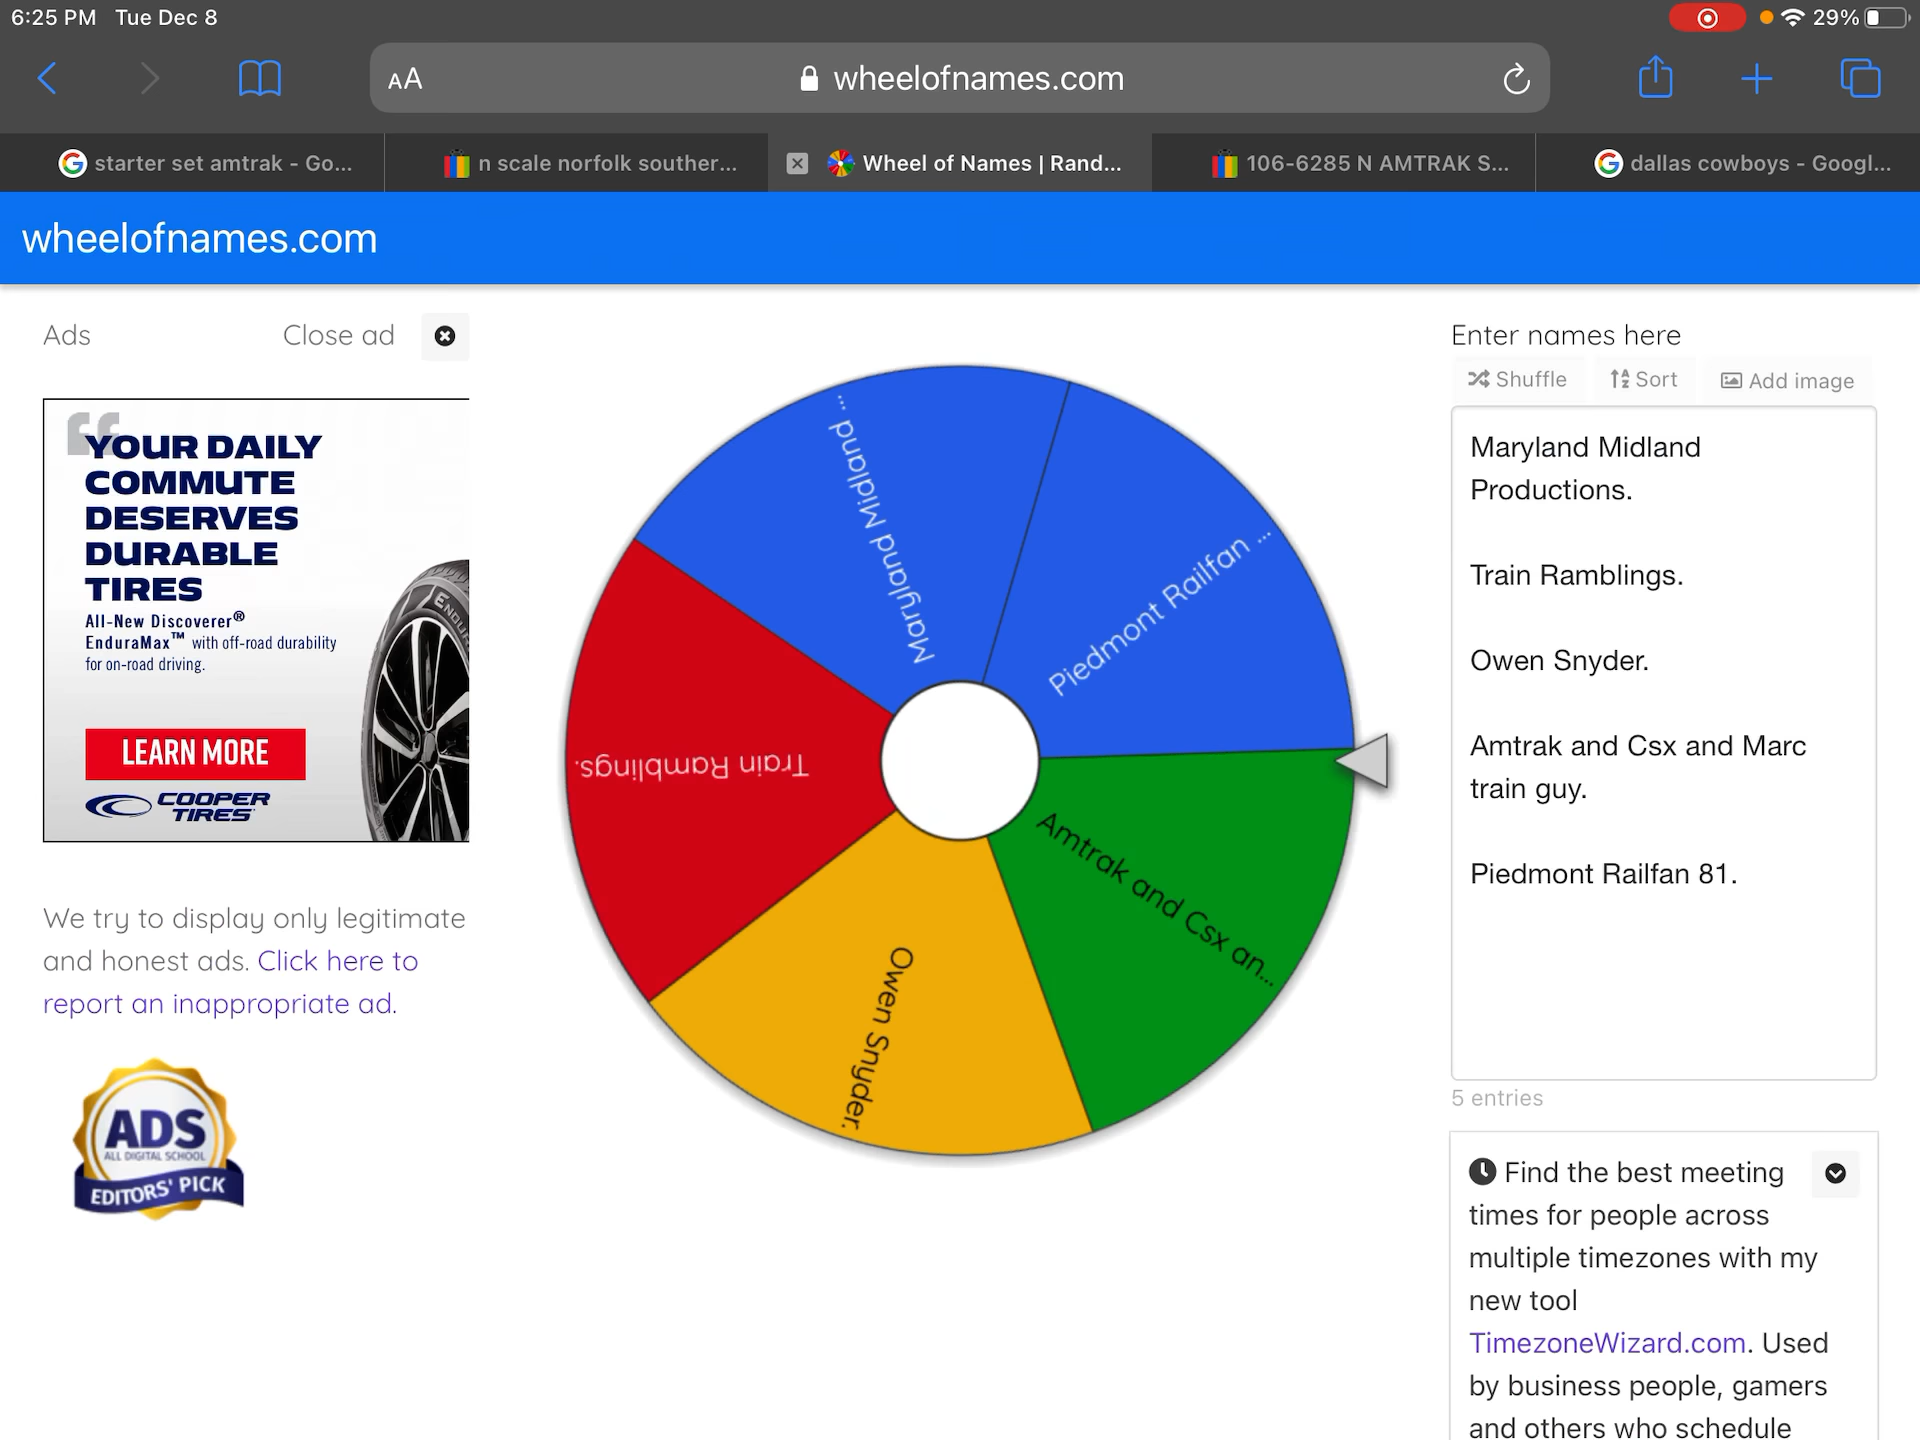 6:25 PM Tue Dec 8
29%
AA
wheelofnames.com
starter set amtrak - Go...
n scale norfolk souther...
Wheel of Names | Rand...
106-6285 N AMTRAK S...
dallas cowboys - Googl...
wheelofnames.com
Ads
Close ad
YOUR DAILY
COMMUTE
DESERVES
DURABLE
TIRES
All-New Discoverer®
EnduraMax™ with off-road durability
for on-road driving.
LEARN MORE
COOPER
TIRES
We try to display only legitimate
and honest ads. Click here to
report an inappropriate ad.
ADS
ALL DIGITAL SCHOOL
EDITORS' PICK
Maryland Midland ...
Piedmont Railfan ...
Train Ramblings.
Amtrak and Csx an...
Owen Snyder.
Enter names here
Shuffle
Sort
Add image
Maryland Midland
Productions.
Train Ramblings.
Owen Snyder.
Amtrak and Csx and Marc
train guy.
Piedmont Railfan 81.
5 entries
Find the best meeting
times for people across
multiple timezones with my
new tool
TimezoneWizard.com. Used
by business people, gamers
and others who schedule